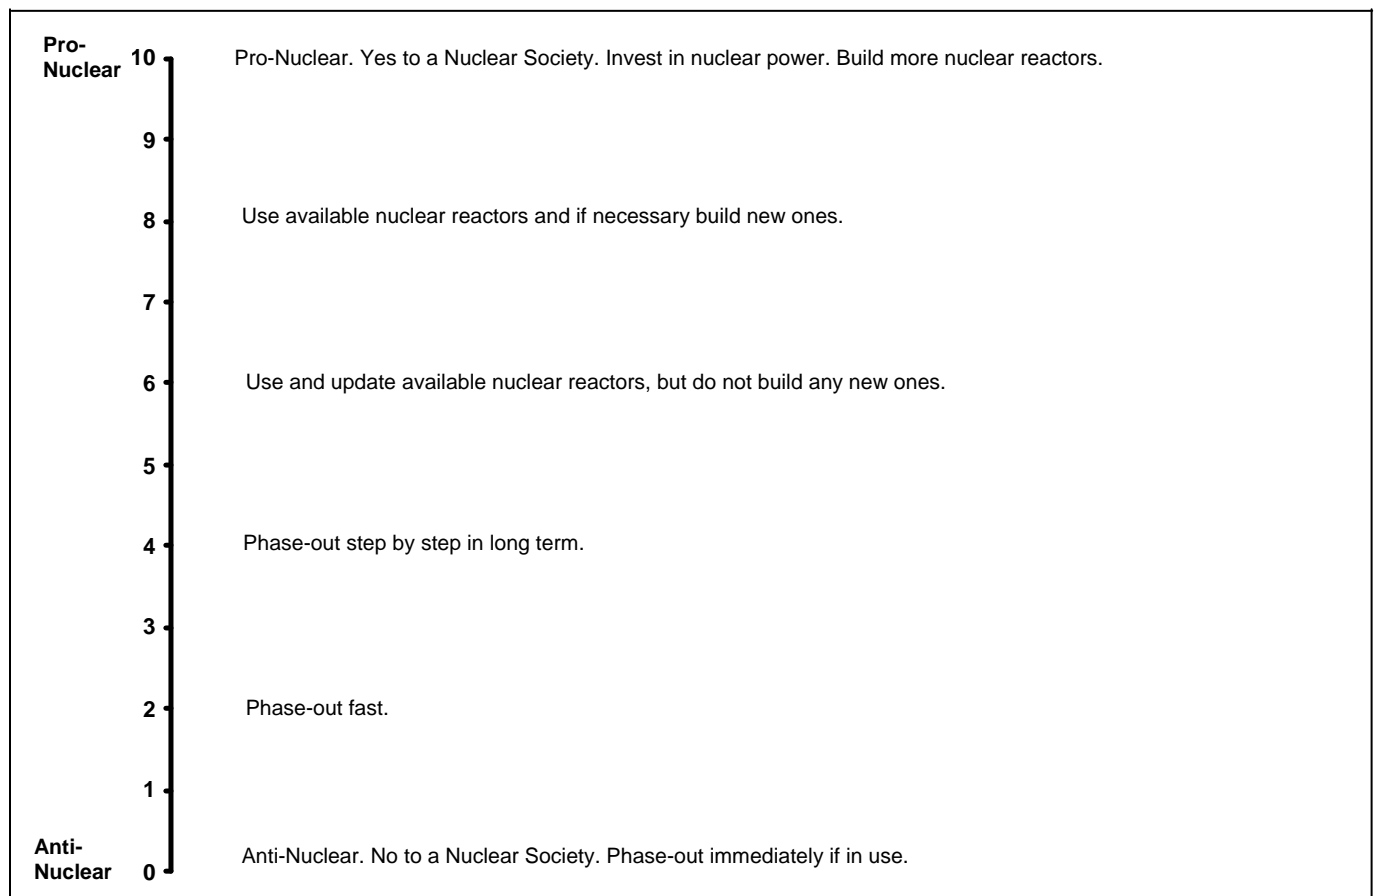 Pro-
Nuclear
10 Pro-Nuclear. Yes to a Nuclear Society. Invest in nuclear power. Build more nuclear reactors.
9
8 Use available nuclear reactors and if necessary build new ones.
7
6 Use and update available nuclear reactors, but do not build any new ones.
5
4 Phase-out step by step in long term.
3
2 Phase-out fast.
1
Anti-
Nuclear
0 Anti-Nuclear. No to a Nuclear Society. Phase-out immediately if in use.